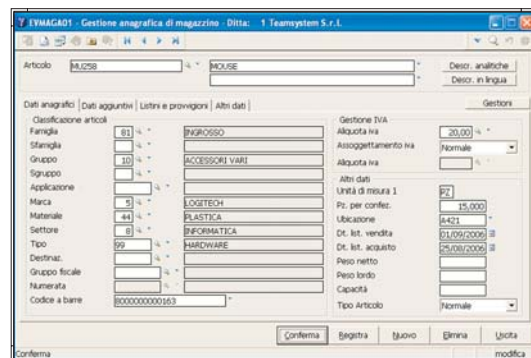 EVMAGA01 - Gestione anagrafica di magazzino - Ditta: 1 Teamsystem S.r.l.
Articolo MU258 MOUSE Descr. analitiche
Descr. in lingua
Dati anagrafici Dati aggiuntivi Listini e provvigioni Altri dati Gestioni
Classificazione articoli
Famiglia 81 INGROSSO
Sfamiglia
Gruppo 10 ACCESSORI VARI
Sgruppo
Applicazione
Marca 5 LOGITECH
Materiale 44 PLASTICA
Settore 8 INFORMATICA
Tipo 99 HARDWARE
Destinaz.
Gruppo fiscale
Numerata
Codice a barre 8000000000163
Gestione IVA
Aliquota iva 20,00
Assoggettamento iva Normale
Aliquota iva
Altri dati
Unità di misura 1 PZ
Pz. per confez. 15,000
Ubicazione A421
Dt. list. vendita 01/09/2006
Dt. list. acquisto 25/08/2006
Peso netto
Peso lordo
Capacità
Tipo Articolo Normale
Conferma Registra Nuovo Elimina Uscita
Conferma modifica